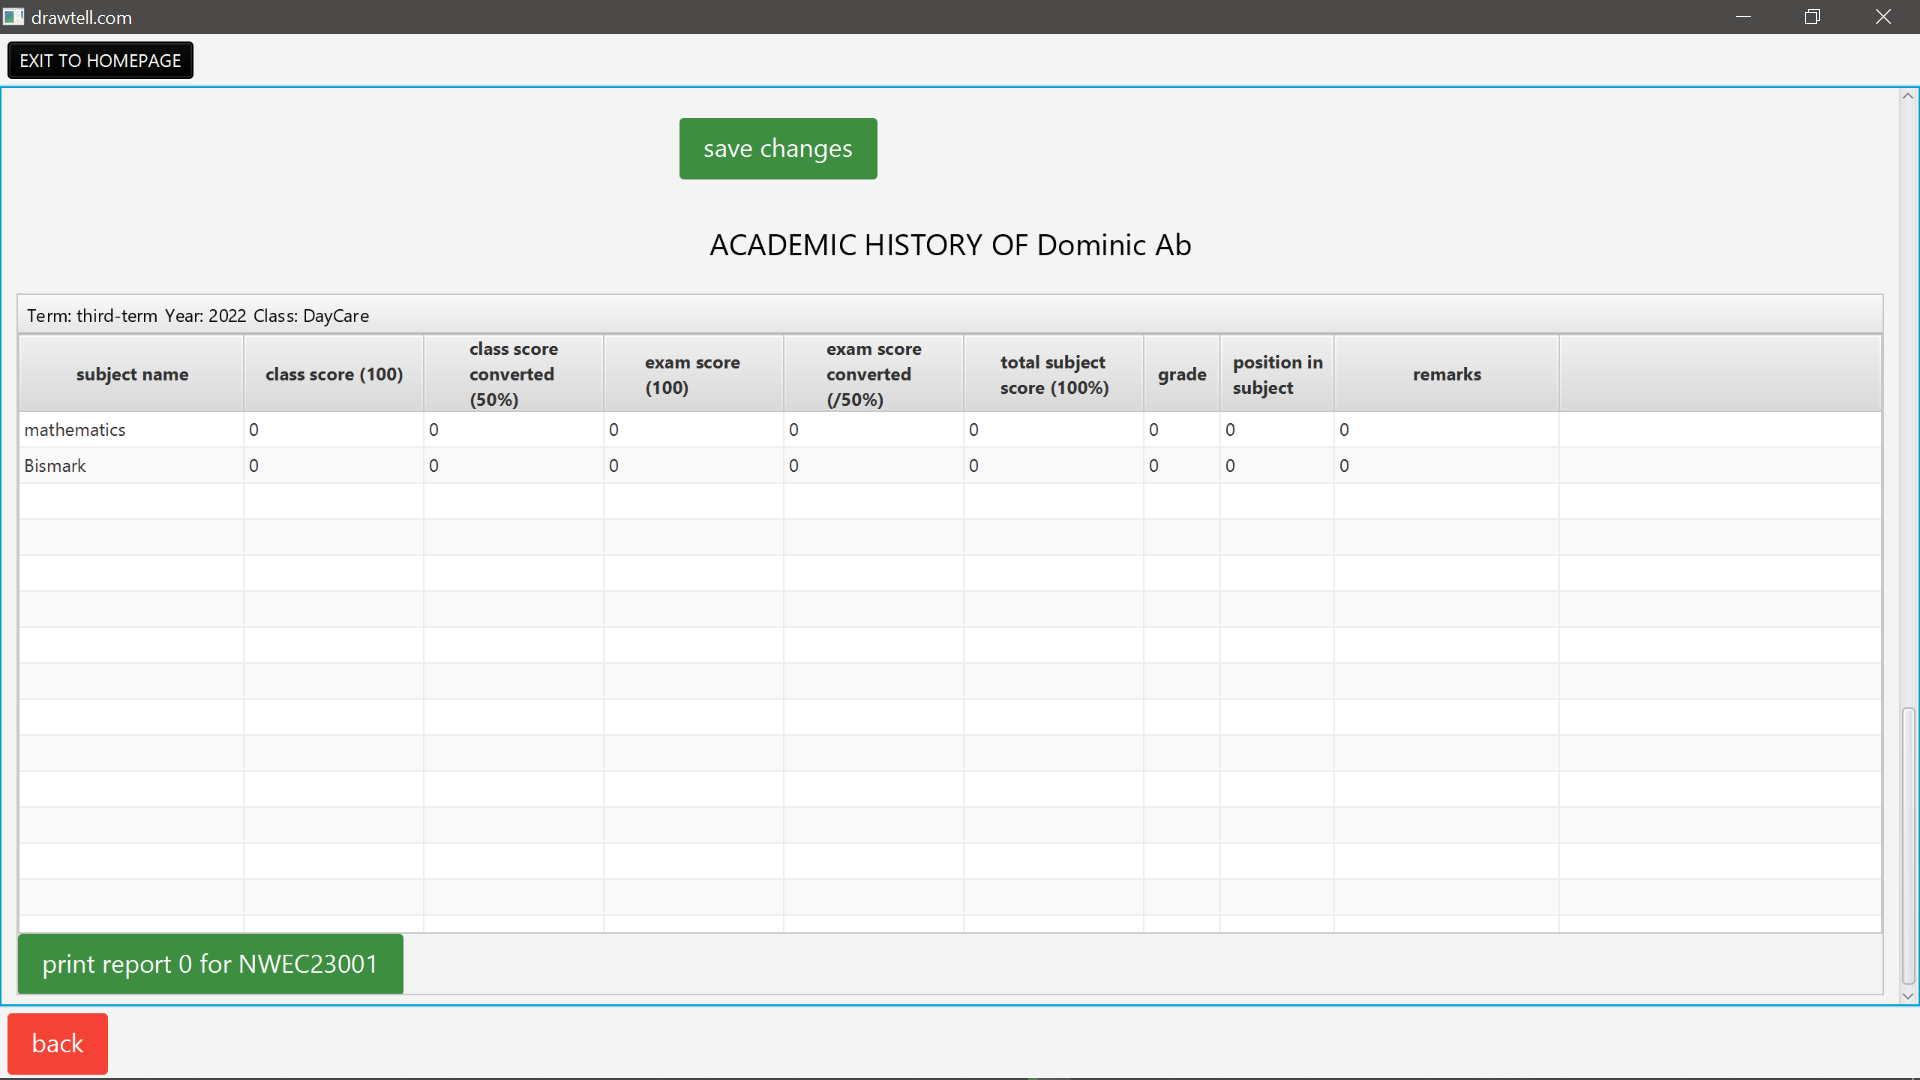 drawtell.com
EXIT TO HOMEPAGE
save changes
ACADEMIC HISTORY OF Dominic Ab
Term: third-term Year: 2022 Class: DayCare
subject name class score (100) class score converted (50%) exam score (100) exam score converted (/50%) total subject score (100%) grade position in subject remarks
mathematics 0 0 0 0 0 0 0 0
Bismark 0 0 0 0 0 0 0 0
print report 0 for NWEC23001
back